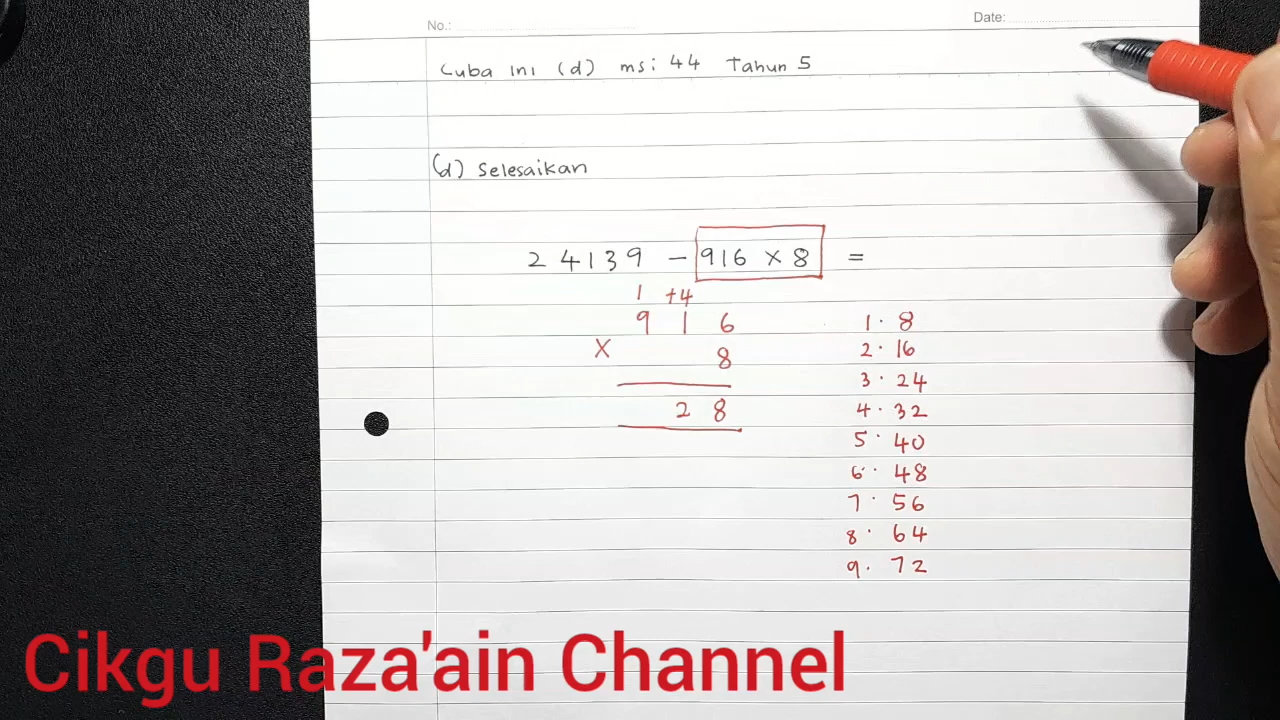 No.: Date:
Cuba ini (d) ms: 44 Tahun 5
(d) Selesaikan
24139 - 916 × 8 =
1 +4
9 1 6
× 8
2 8
1. 8
2. 16
3. 24
4. 32
5. 40
6. 48
7. 56
8. 64
9. 72
Cikgu Raza'ain Channel